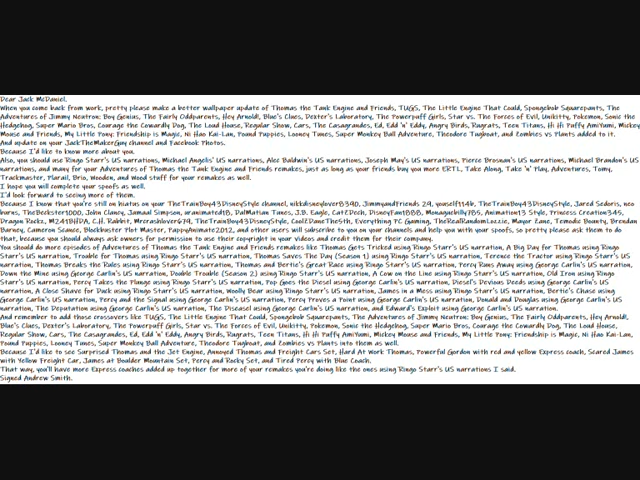 Dear Jack McDaniel,
When you come back from work, pretty please make a better wallpaper update of Thomas the Tank Engine and Friends, TUGS, The Little Engine That Could, Spongebob Squarepants, The
Adventures of Jimmy Neutron: Boy Genius, The Fairly Oddparents, Hey Arnold!, Blue's Clues, Dexter's Laboratory, The Powerpuff Girls, Star vs. The Forces of Evil, Unikitty, Pokemon, Sonic the
Hedgehog, Super Mario Bros, Courage the Cowardly Dog, The Loud House, Regular Show, Cars, The Casagrandes, Ed, Edd 'n' Eddy, Angry Birds, Rugrats, Teen Titans, Hi Hi Puffy AmiYumi, Mickey
Mouse and Friends, My Little Pony: Friendship is Magic, Ni Hao Kai-Lan, Pound Puppies, Looney Tunes, Super Monkey Ball Adventure, Theodore Tugboat, and Zombies vs Plants added to it.
And update on your JackTheMakerGuy channel and Facebook Photos.
Because I'd like to know more about you.
Also, you should use Ringo Starr's US narrations, Michael Angelis' US narrations, Alec Baldwin's US narrations, Joseph May's US narrations, Pierce Brosnan's US narrations, Michael Brandon's US
narrations, and many for your Adventures of Thomas the Tank Engine and Friends remakes, just as long as your friends buy you more ERTL, Take Along, Take 'n' Play, Adventures, Tomy,
Trackmaster, Plarail, Brio, Wooden, and Wood stuff for your remakes as well.
I hope you will complete your spoofs as well.
I'd look forward to seeing more of them.
Because I know that you're still on hiatus on your TheTrainBoy43DisneyStyle channel, nikkdisneylover8390, Jimmyandfriends 29, youself1146, TheTrainBoy43DisneyStyle, Jared Sedoris, neo
burns, TheBeckster1000, John Clancy, Jamaal Simpson, uranimated18, DalMatian Tunes, J.B. Eagle, CatEDech, DisneyFan1888, Monagauhilly785, Animation13 Style, Princess Creation345,
Dragon Rockz, M241BIfDA, C.H. Rabbit, Mrcrashboy674, TheTrainBoy43DisneyStyle, CoolZDaneThe5th, Everything PC Gaming, TheRealRandomLuzzie, Mayor Zane, Temedie Bounty, Brendan
Barney, Cameron Seance, Blockbuster Plot Master, PappyAnimate2012, and other users will subscribe to you on your channels and help you with your spoofs, so pretty please ask them to do
that, because you should always ask owners for permission to use their copyright in your videos and credit them for their company.
You should do more episodes of Adventures of Thomas the Tank Engine and Friends remakes like Thomas Gets Tricked using Ringo Starr's US narration, A Big Day for Thomas using Ringo
Starr's US narration, Trouble for Thomas using Ringo Starr's US narration, Thomas Saves The Day (Season 1) using Ringo Starr's US narration, Terence the Tractor using Ringo Starr's US
narration, Thomas Breaks the Rules using Ringo Starr's US narration, Thomas and Bertie's Great Race using Ringo Starr's US narration, Percy Runs Away using George Carlin's US narration,
Down the Mine using George Carlin's US narration, Double Trouble (Season 2) using Ringo Starr's US narration, A Cow on the Line using Ringo Starr's US narration, Old Iron using Ringo
Starr's US narration, Percy Takes the Plunge using Ringo Starr's US narration, Pop Goes the Diesel using George Carlin's US narration, Diesel's Devious Deeds using George Carlin's US
narration, A Close Shave for Duck using Ringo Starr's US narration, Woolly Bear using Ringo Starr's US narration, James in a Mess using Ringo Starr's US narration, Bertie's Chase using
George Carlin's US narration, Percy and the Signal using George Carlin's US narration, Percy Proves a Point using George Carlin's US narration, Donald and Douglas using George Carlin's US
narration, The Deputation using George Carlin's US narration, The Diseasel using George Carlin's US narration, and Edward's Exploit using George Carlin's US narration.
And remember to add those crossovers like TUGS, The Little Engine That Could, Spongebob Squarepants, The Adventures of Jimmy Neutron: Boy Genius, The Fairly Oddparents, Hey Arnold!,
Blue's Clues, Dexter's Laboratory, The Powerpuff Girls, Star vs. The Forces of Evil, Unikitty, Pokemon, Sonic the Hedgehog, Super Mario Bros, Courage the Cowardly Dog, The Loud House,
Regular Show, Cars, The Casagrandes, Ed, Edd 'n' Eddy, Angry Birds, Rugrats, Teen Titans, Hi Hi Puffy AmiYumi, Mickey Mouse and Friends, My Little Pony: Friendship is Magic, Ni Hao Kai-Lan,
Pound Puppies, Looney Tunes, Super Monkey Ball Adventure, Theodore Tugboat, and Zombies vs Plants into them as well.
Because I'd like to see Surprised Thomas and the Jet Engine, Annoyed Thomas and Freight Cars Set, Hard At Work Thomas, Powerful Gordon with red and yellow Express coach, Scared James
with Yellow Freight Car, James at Boulder Mountain Set, Percy and Rocky Set, and Tired Percy with Blue Coach.
That way, you'll have more Express coaches added up together for more of your remakes you're doing like the ones using Ringo Starr's US narrations I said.
Signed Andrew Smith.